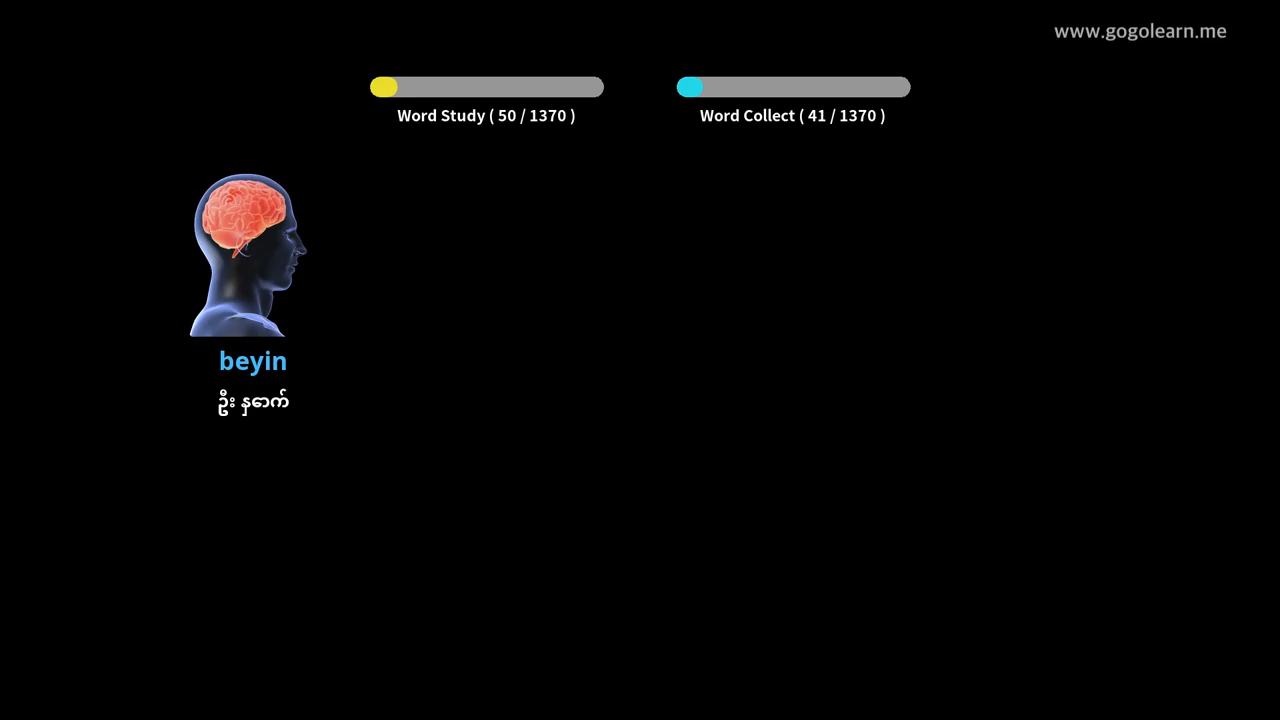 www.gogolearn.me
Word Study ( 50 / 1370 )
Word Collect ( 41 / 1370 )
beyin
ဦး နှောက်